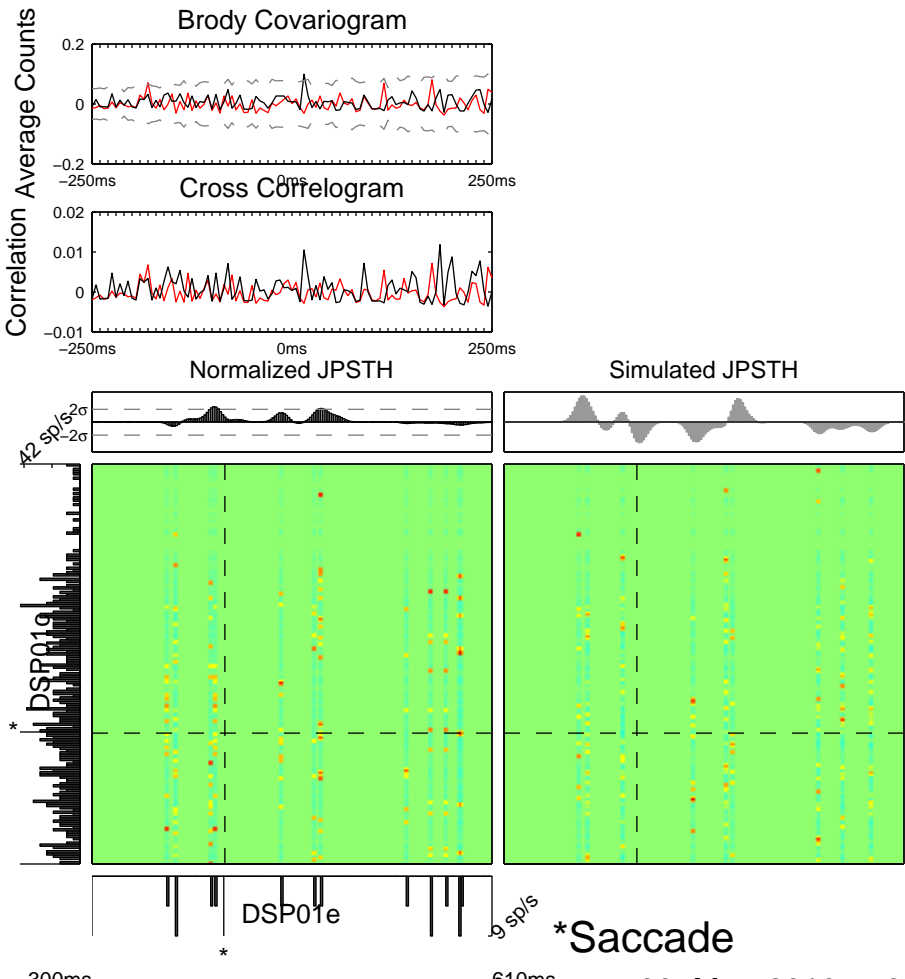 Brody Covariogram
Average Counts
0.2
0
−0.2
−250ms
0ms
250ms
Cross Correlogram
Correlation
0.02
0.01
0
−0.01
−250ms
0ms
250ms
Normalized JPSTH
Simulated JPSTH
42 sp/s
2σ
−2σ
*
DSP01e
9 sp/s
*
*Saccade